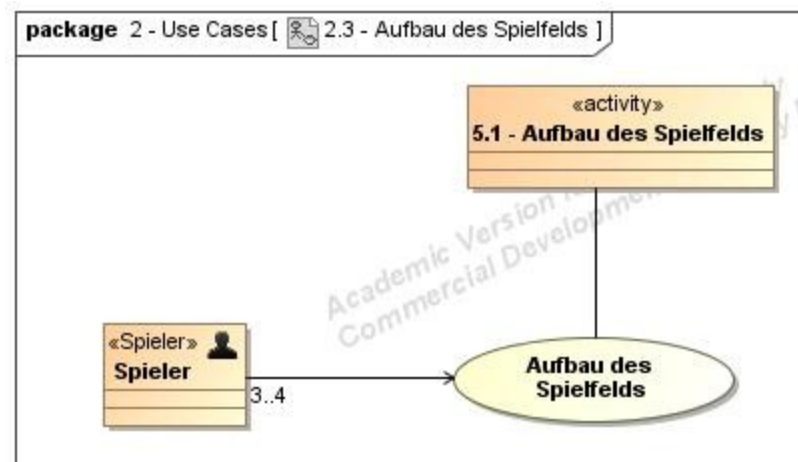 package 2 - Use Cases [ 2.3 - Aufbau des Spielfelds ]
«activity»
5.1 - Aufbau des Spielfelds
Academic Version
Commercial Development
«Spieler»
Spieler
3..4
Aufbau des
Spielfelds